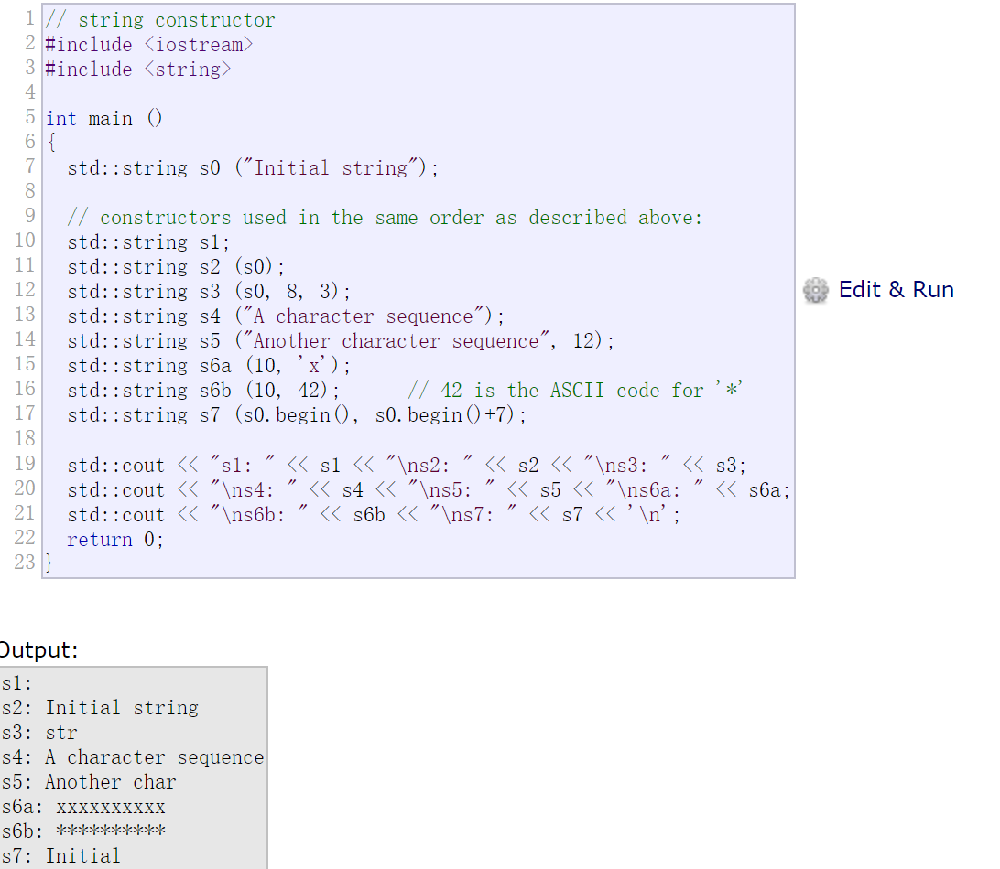 1 // string constructor
2 #include <iostream>
3 #include <string>
4
5 int main ()
6 {
7   std::string s0 ("Initial string");
8
9   // constructors used in the same order as described above:
10   std::string s1;
11   std::string s2 (s0);
12   std::string s3 (s0, 8, 3);
13   std::string s4 ("A character sequence");
14   std::string s5 ("Another character sequence", 12);
15   std::string s6a (10, 'x');
16   std::string s6b (10, 42);      // 42 is the ASCII code for '*'
17   std::string s7 (s0.begin(), s0.begin()+7);
18
19   std::cout << "s1: " << s1 << "\ns2: " << s2 << "\ns3: " << s3;
20   std::cout << "\ns4: " << s4 << "\ns5: " << s5 << "\ns6a: " << s6a;
21   std::cout << "\ns6b: " << s6b << "\ns7: " << s7 << '\n';
22   return 0;
23 }
Edit & Run
Output:
s1:
s2: Initial string
s3: str
s4: A character sequence
s5: Another char
s6a: xxxxxxxxxx
s6b: **********
s7: Initial